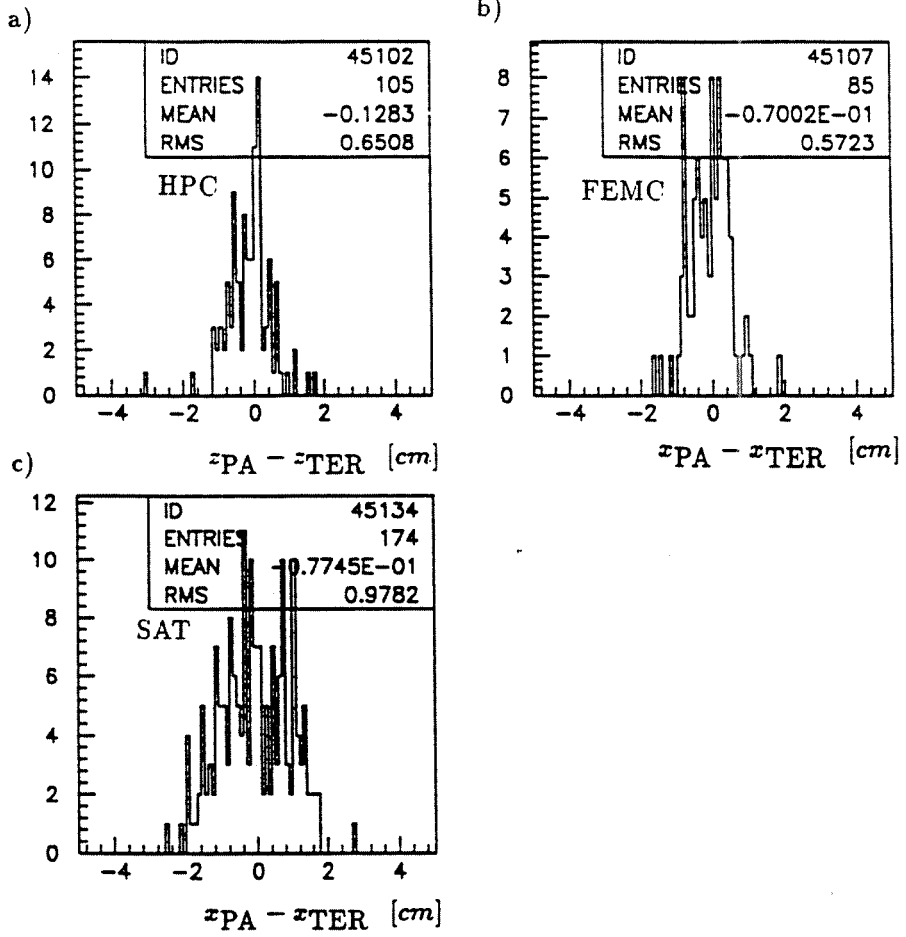 a)
ID 45102
ENTRIES 105
MEAN -0.1283
RMS 0.6508
HPC
14
12
10
8
6
4
2
0
-4 -2 0 2 4
zPA - zTER [cm]
b)
ID 45107
ENTRIES 85
MEAN -0.7002E-01
RMS 0.5723
FEMC
8
7
6
5
4
3
2
1
0
-4 -2 0 2 4
xPA - xTER [cm]
c)
ID 45134
ENTRIES 174
MEAN -0.7745E-01
RMS 0.9782
SAT
12
10
8
6
4
2
0
-4 -2 0 2 4
xPA - xTER [cm]